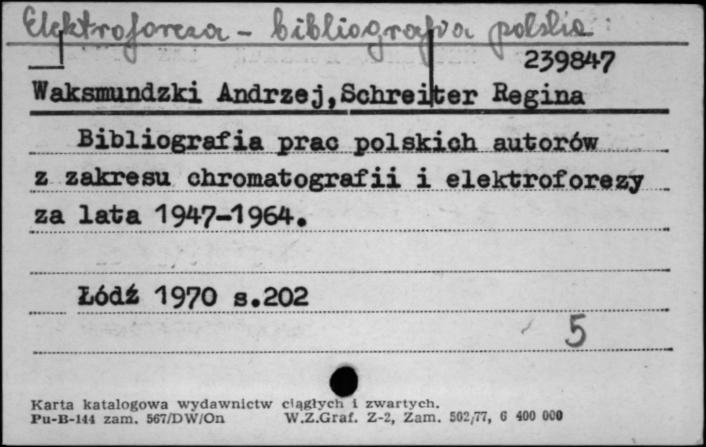 Elektroforeza - bibliografia polska
239847
Waksmundzki Andrzej, Schreiter Regina
Bibliografia prac polskich autorów
z zakresu chromatografii i elektroforezy
za lata 1947-1964.
Łódź 1970 s.202
5
Karta katalogowa wydawnictw ciągłych i zwartych.
Pu-B-144 zam. 567/DW/On W.Z.Graf. Z-2, Zam. 502/77, 6 400 000